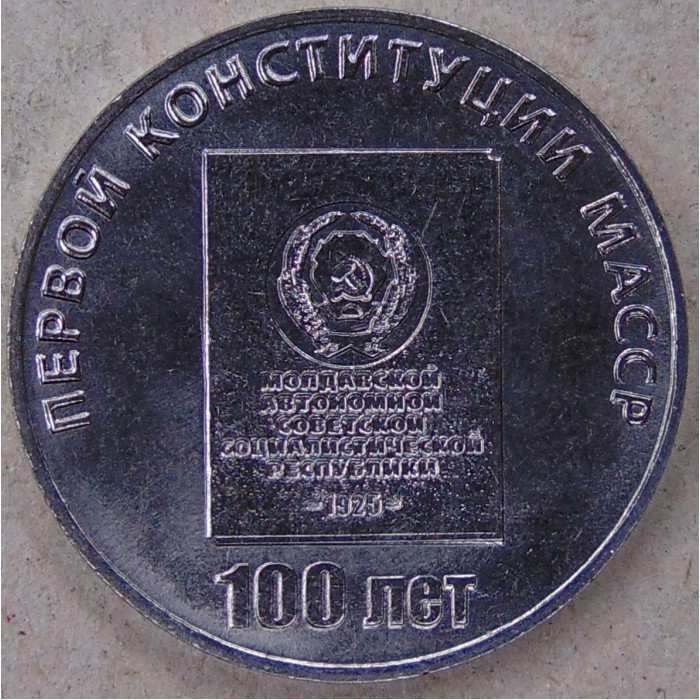 ПЕРВОЙ КОНСТИТУЦИИ МАССР
МОЛДАВСКОЙ
АВТОНОМНОЙ
СОВЕТСКОЙ
СОЦИАЛИСТИЧЕСКОЙ
РЕСПУБЛИКИ
-1925-
100 лет